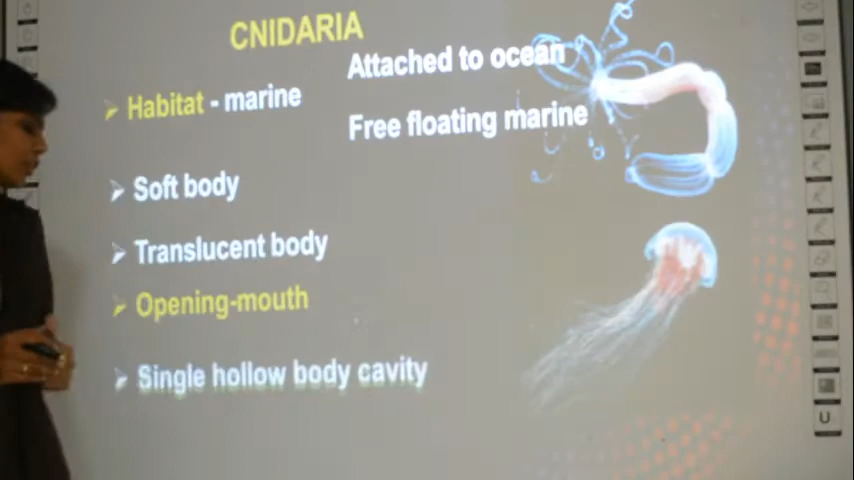 CNIDARIA
Attached to ocean
➢ Habitat - marine
Free floating marine
➢ Soft body
➢ Translucent body
➢ Opening-mouth
➢ Single hollow body cavity
U